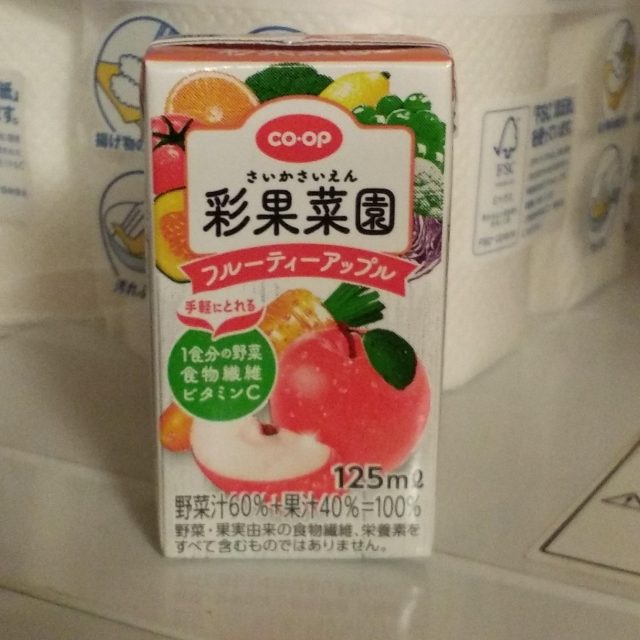 CO·OP
さいかさいえん
彩果菜園
フルーティーアップル
手軽にとれる
1食分の野菜
食物繊維
ビタミンC
125mℓ
野菜汁60%+果汁40%=100%
野菜・果実由来の食物繊維、栄養素を
すべて含むものではありません。
揚げ物の
FSC